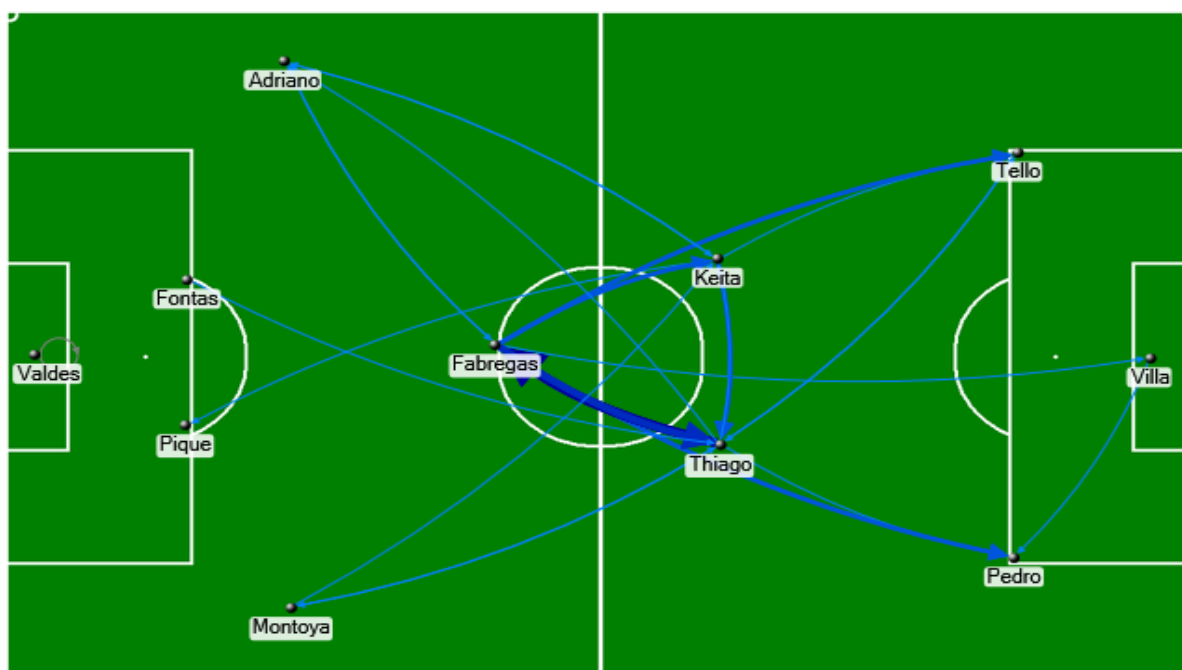 Adriano
Tello
Keita
Fontas
Fabregas
Valdes
Villa
Pique
Thiago
Pedro
Montoya